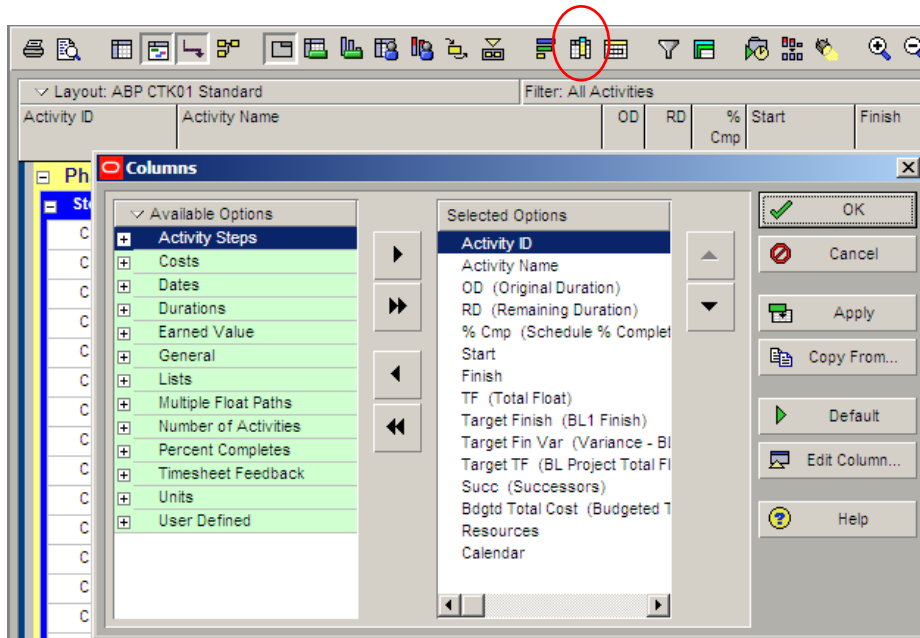 Layout: ABP CTK01 Standard
Filter: All Activities
Activity ID
Activity Name
OD
RD
% Cmp
Start
Finish
Ph
Columns
Ste
Available Options
Activity Steps
Costs
Dates
Durations
Earned Value
General
Lists
Multiple Float Paths
Number of Activities
Percent Completes
Timesheet Feedback
Units
User Defined
Selected Options
Activity ID
Activity Name
OD (Original Duration)
RD (Remaining Duration)
% Cmp (Schedule % Complet
Start
Finish
TF (Total Float)
Target Finish (BL1 Finish)
Target Fin Var (Variance - BL
Target TF (BL Project Total Fl
Succ (Successors)
Bdgtd Total Cost (Budgeted T
Resources
Calendar
OK
Cancel
Apply
Copy From...
Default
Edit Column...
Help
C
C
C
C
C
C
C
C
C
C
C
C
C
C